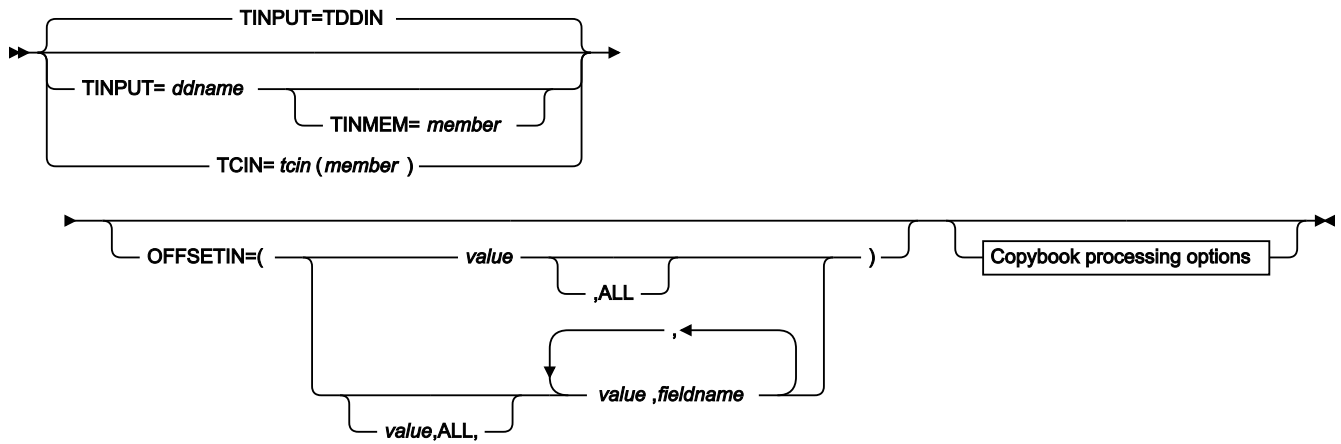 TINPUT=TDDIN
TINPUT= ddname
TINMEM= member
TCIN= tcin ( member )
OFFSETIN=( value )
,ALL
Copybook processing options
,
value ,fieldname
value,ALL,